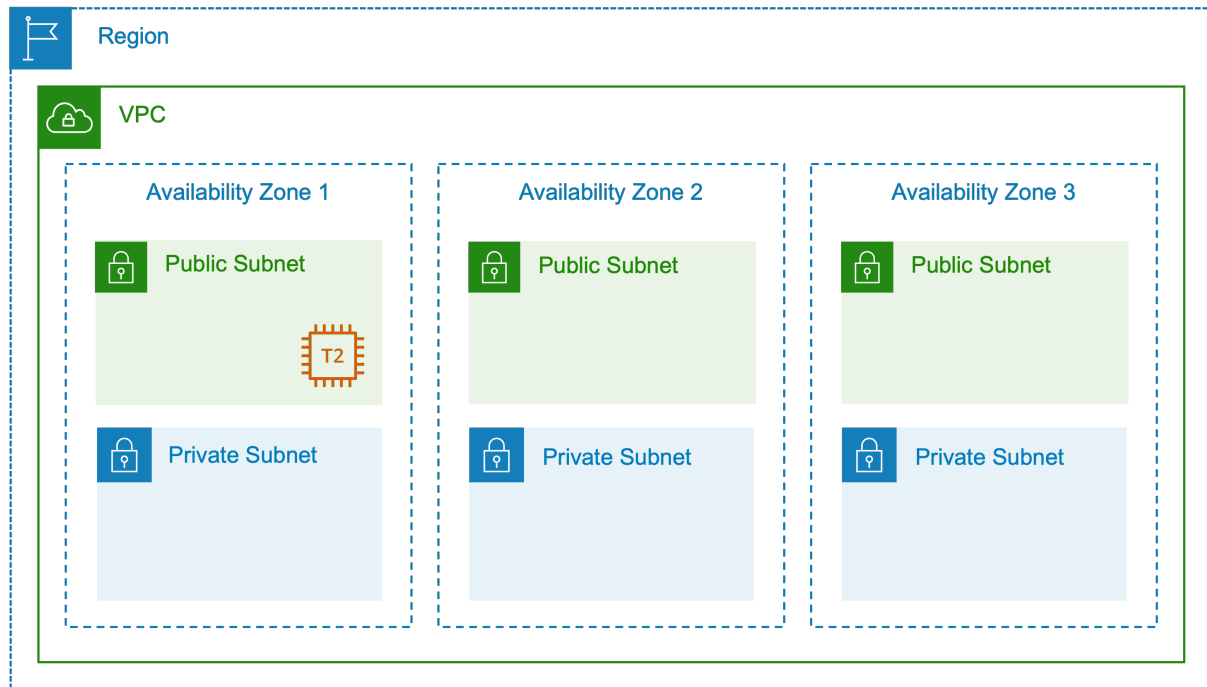 Region
VPC
Availability Zone 1
Availability Zone 2
Availability Zone 3
Public Subnet
Public Subnet
Public Subnet
T2
Private Subnet
Private Subnet
Private Subnet